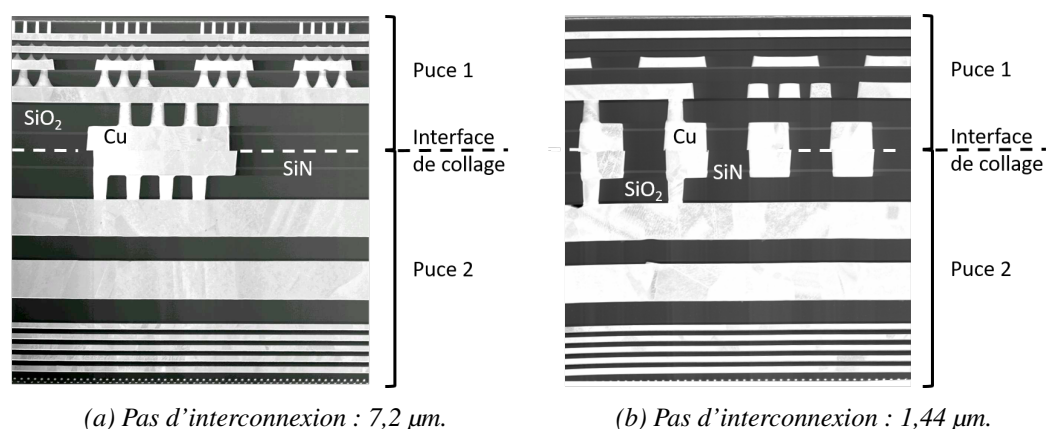 SiO₂
Cu
SiN
Puce 1
Interface
de collage
Puce 2
Cu
SiN
SiO₂
Puce 1
Interface
de collage
Puce 2
(a) Pas d'interconnexion : 7,2 µm.
(b) Pas d'interconnexion : 1,44 µm.